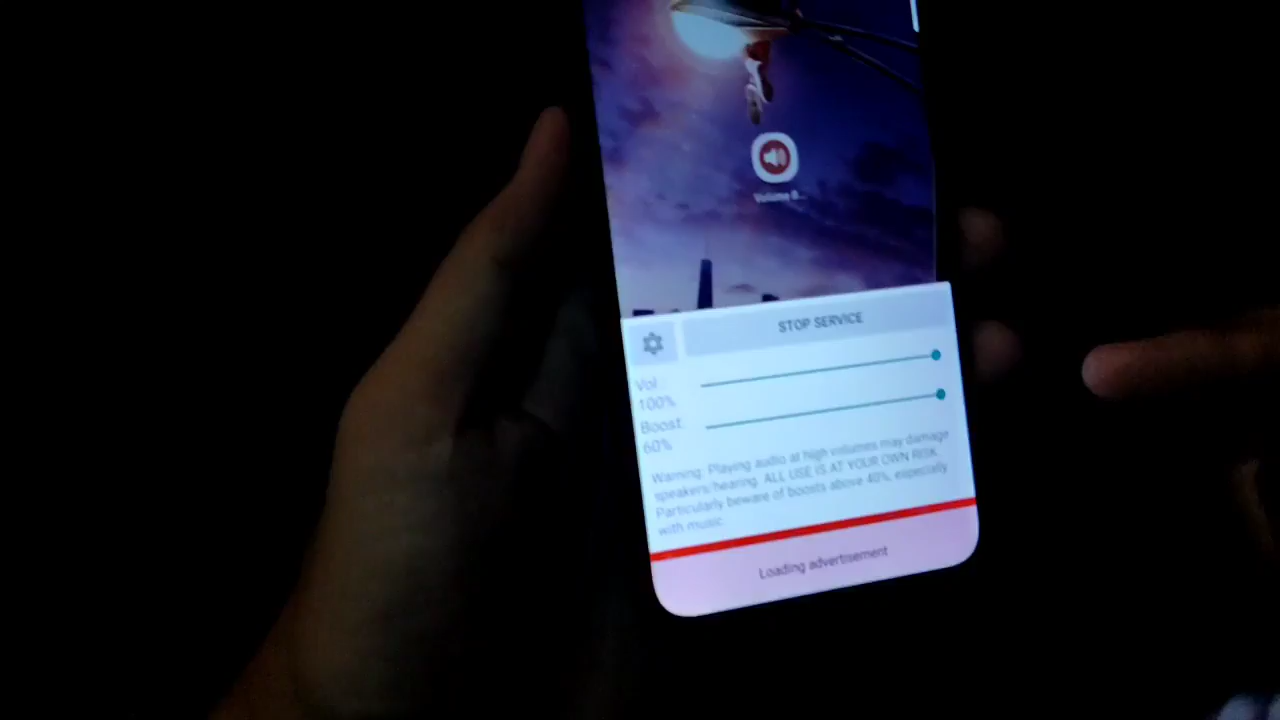 Volume B...
STOP SERVICE
Vol.:
100%
Boost:
60%
Warning: Playing audio at high volumes may damage
speakers/hearing. ALL USE IS AT YOUR OWN RISK.
Particularly beware of boosts above 40%, especially
with music.
Loading advertisement